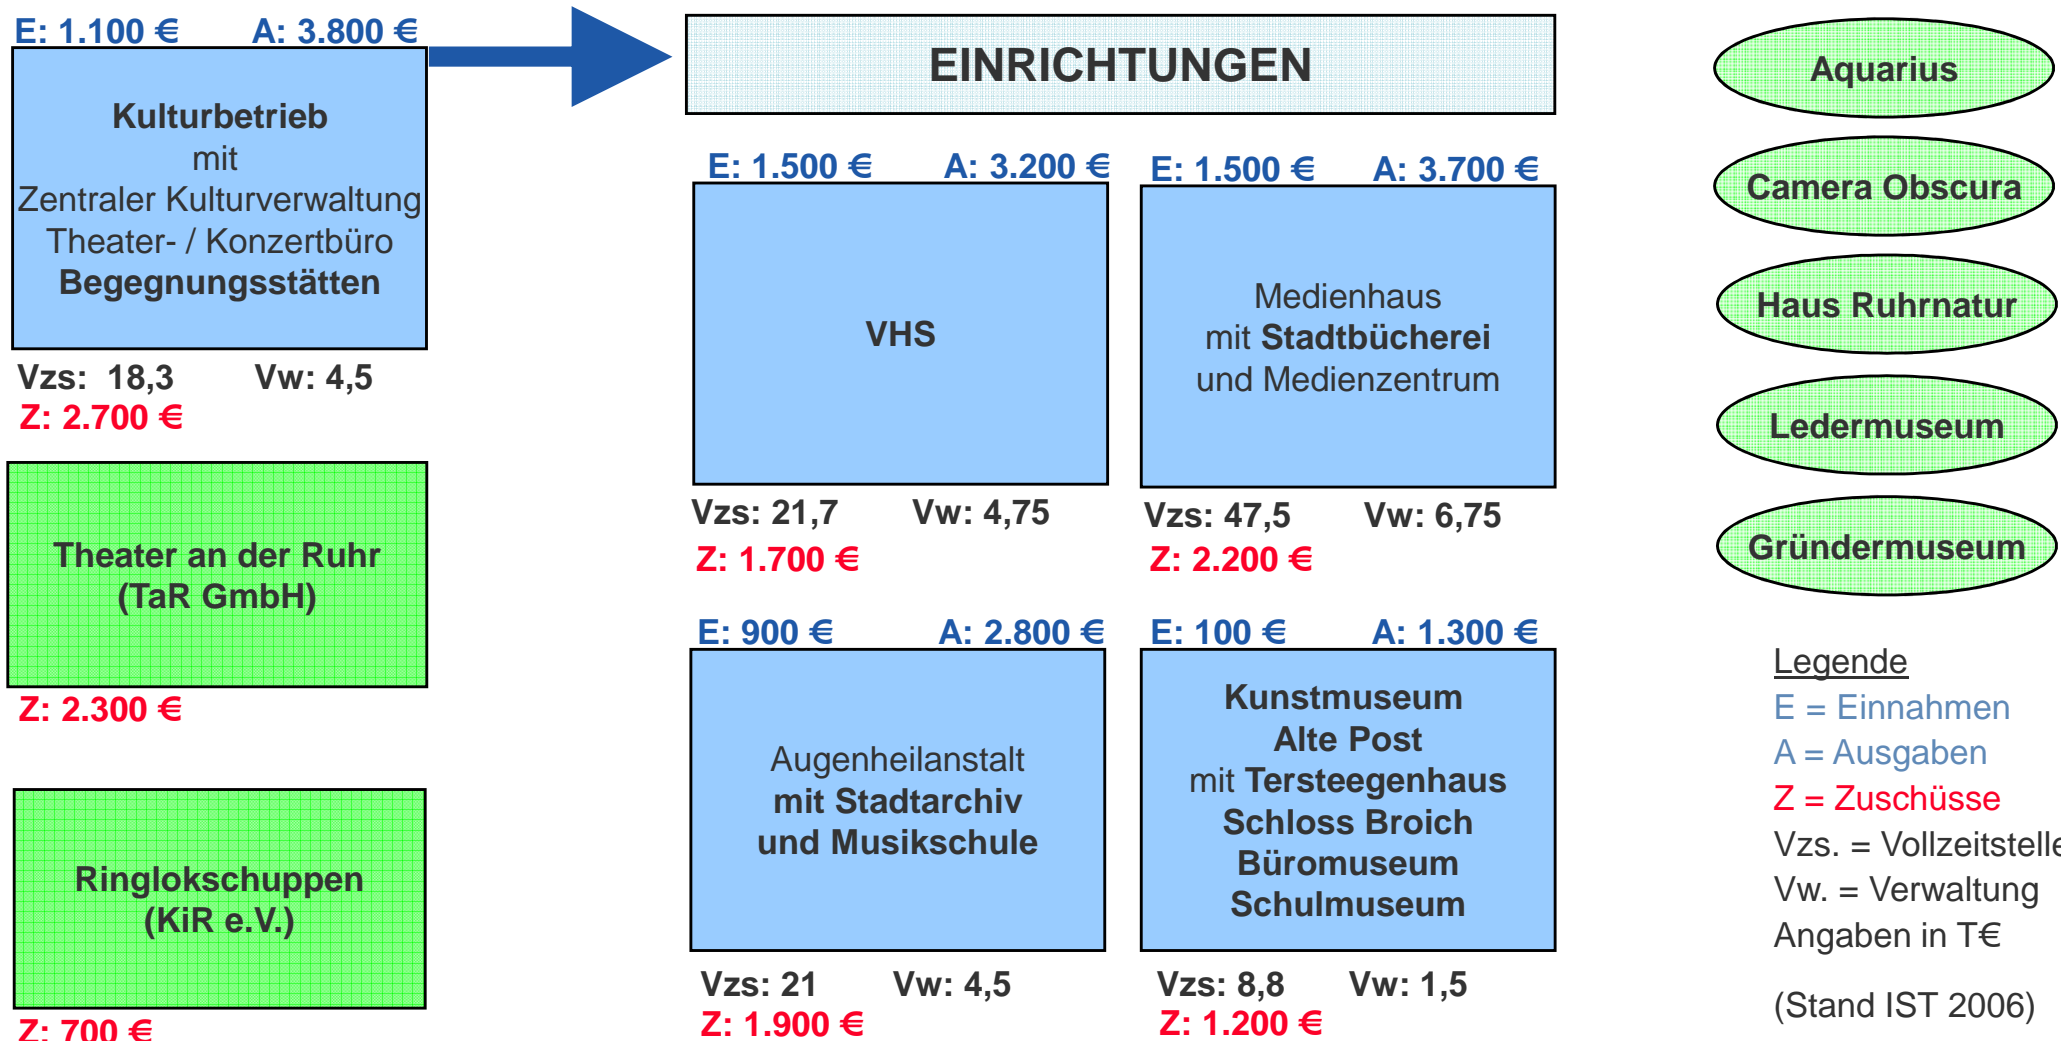 E: 1.100 € A: 3.800 €
Kulturbetrieb
mit
Zentraler Kulturverwaltung
Theater- / Konzertbüro
Begegnungsstätten
Vzs: 18,3 Vw: 4,5
Z: 2.700 €
Theater an der Ruhr
(TaR GmbH)
Z: 2.300 €
Ringlokschuppen
(KiR e.V.)
Z: 700 €
EINRICHTUNGEN
E: 1.500 € A: 3.200 €
VHS
Vzs: 21,7 Vw: 4,75
Z: 1.700 €
E: 1.500 € A: 3.700 €
Medienhaus
mit Stadtbücherei
und Medienzentrum
Vzs: 47,5 Vw: 6,75
Z: 2.200 €
E: 900 € A: 2.800 €
Augenheilanstalt
mit Stadtarchiv
und Musikschule
Vzs: 21 Vw: 4,5
Z: 1.900 €
E: 100 € A: 1.300 €
Kunstmuseum
Alte Post
mit Tersteegenhaus
Schloss Broich
Büromuseum
Schulmuseum
Vzs: 8,8 Vw: 1,5
Z: 1.200 €
Aquarius
Camera Obscura
Haus Ruhrnatur
Ledermuseum
Gründermuseum
Legende
E = Einnahmen
A = Ausgaben
Z = Zuschüsse
Vzs. = Vollzeitstelle
Vw. = Verwaltung
Angaben in T€
(Stand IST 2006)